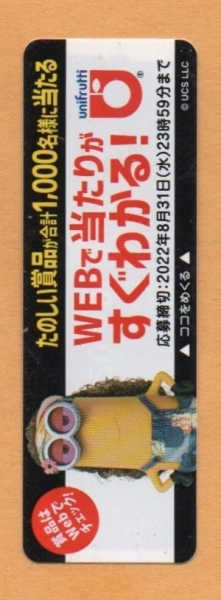 たのしい賞品が合計1,000名様に当たる
WEBで当たりが
すぐわかる!
unifrutti
®
応募締切:2022年8月31日(水)23時59分まで
▲ ココをめくる ▲
© UCS LLC
賞品は
Webで
チェック!